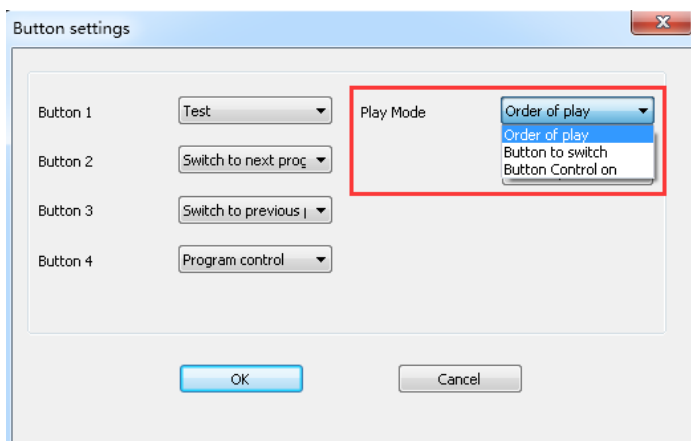 Button settings
Button 1
Test
Play Mode
Order of play
Order of play
Button to switch
Button Control on
Button 2
Switch to next prog
Button 3
Switch to previous
Button 4
Program control
OK
Cancel